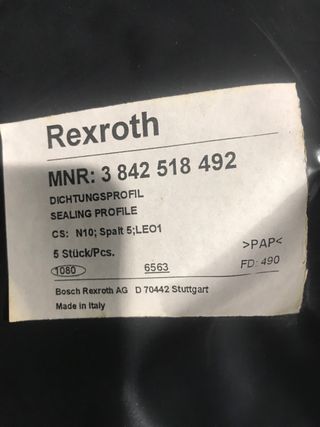 Rexroth
MNR: 3 842 518 492
DICHTUNGSPROFIL
SEALING PROFILE
CS: N10; Spalt 5;LEO1
5 Stück/Pcs.
>PAP<
1080 6563 FD: 490
Bosch Rexroth AG D 70442 Stuttgart
Made in Italy